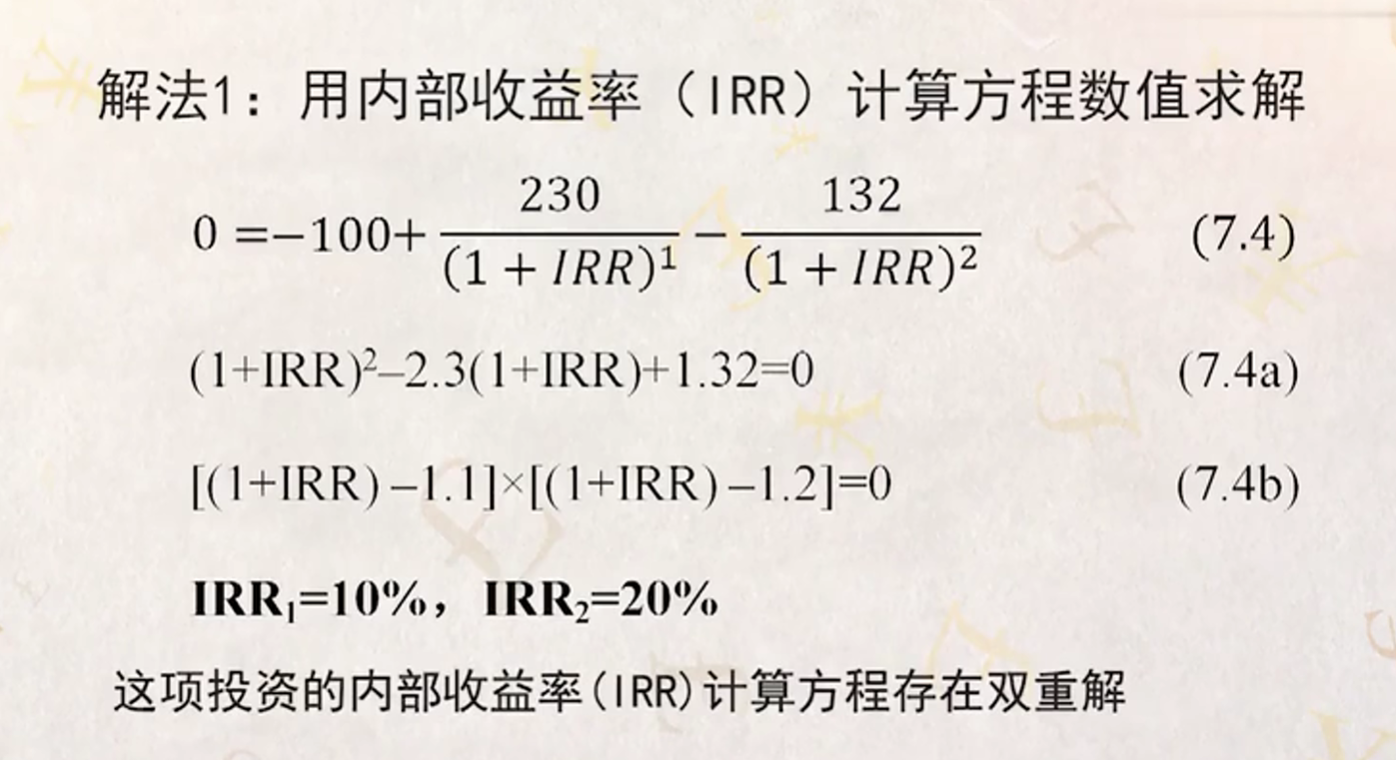 解法1：用内部收益率（IRR）计算方程数值求解
0 =−100+ \frac{230}{(1 + IRR)^1} − \frac{132}{(1 + IRR)^2} (7.4)
(1+IRR)²–2.3(1+IRR)+1.32=0 (7.4a)
[(1+IRR) –1.1]×[(1+IRR) –1.2]=0 (7.4b)
IRR₁=10%，IRR₂=20%
这项投资的内部收益率(IRR)计算方程存在双重解